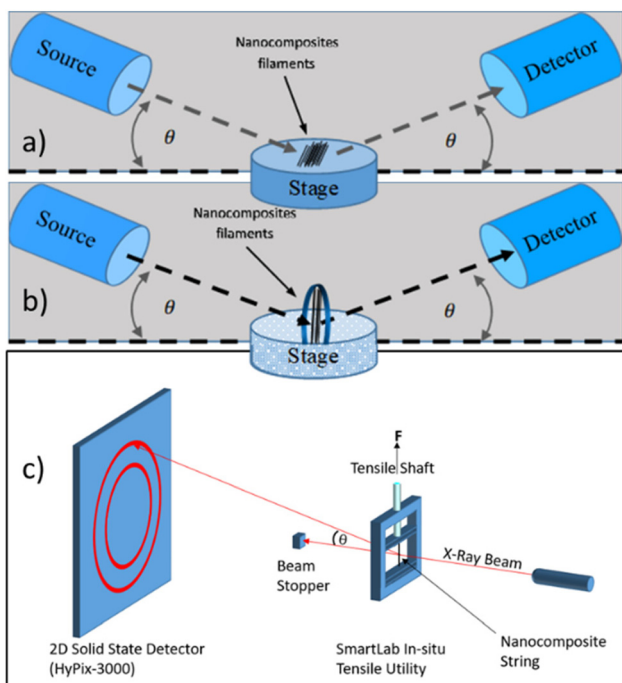 Nanocomposites
filaments
Source
Detector
θ
θ
a)
Stage
Nanocomposites
filaments
Source
Detector
θ
θ
b)
Stage
c)
F
Tensile Shaft
θ
X-Ray Beam
Beam
Stopper
2D Solid State Detector
(HyPix-3000)
SmartLab In-situ
Tensile Utility
Nanocomposite
String